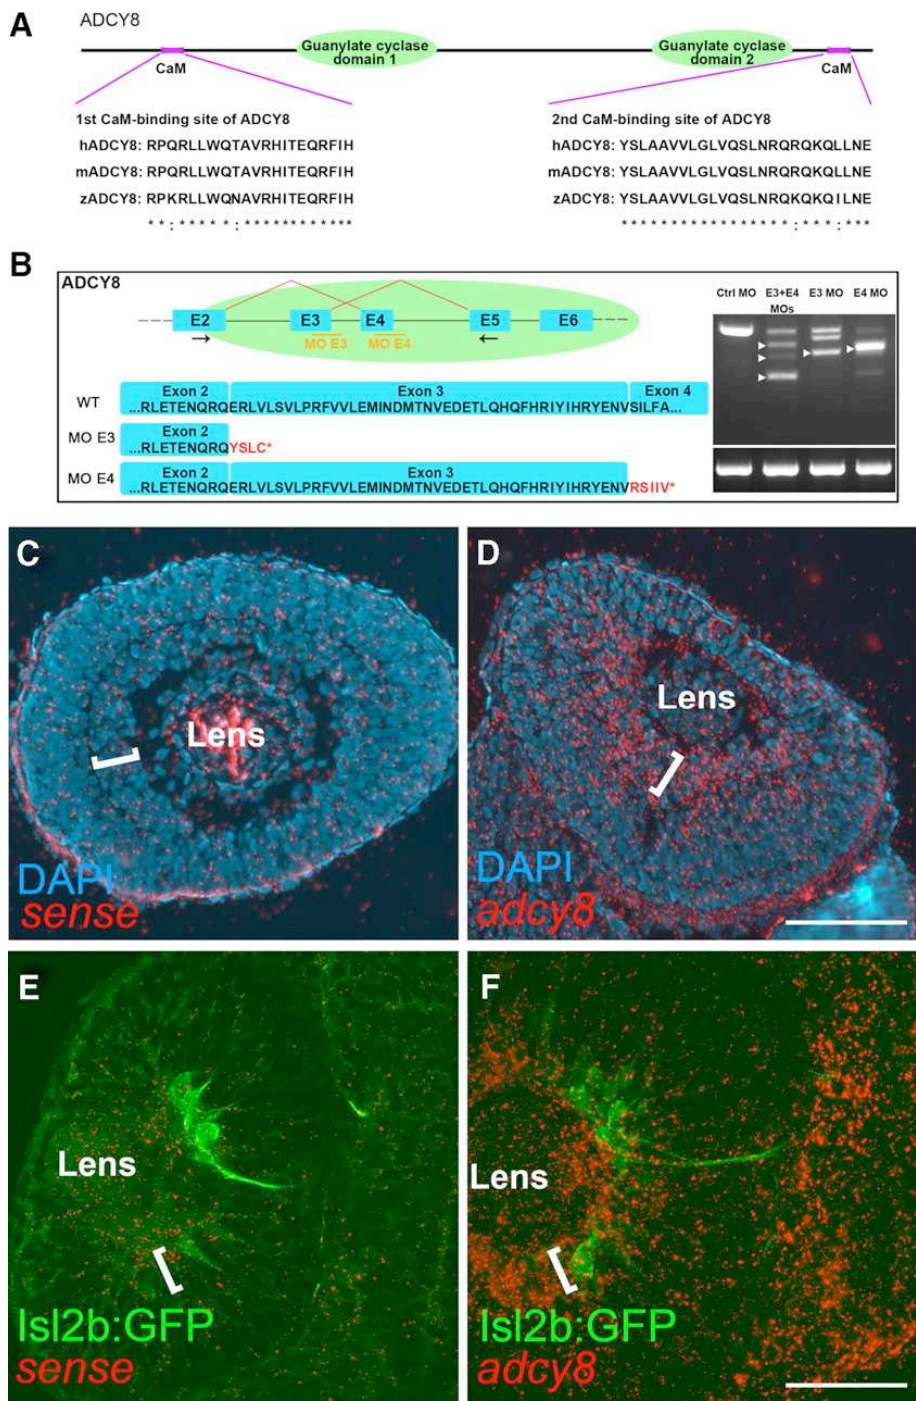 A
ADCY8
Guanylate cyclase
domain 1
Guanylate cyclase
domain 2
CaM
CaM
1st CaM-binding site of ADCY8
hADCY8: RPQRLLWQTAVRHITEQRFIH
mADCY8: RPQRLLWQTAVRHITEQRFIH
zADCY8: RPKRLLWQNAVRHITEQRFIH
**:*****:************
2nd CaM-binding site of ADCY8
hADCY8: YSLAAVVLGLVQSLNRQRQKQLLNE
mADCY8: YSLAAVVLGLVQSLNRQRQKQLLNE
zADCY8: YSLAAVVLGLVQSLNRQKQKQILNE
*****************:***:***
B
ADCY8
E2
E3
E4
E5
E6
MO E3
MO E4
Exon 2
Exon 3
Exon 4
WT
...RLETENQRQERLVLSVLPRFVVLEMINDMTNVEDETLQHQFHRIYIHRYENVSILFA...
Exon 2
MO E3
...RLETENQRQYSLC*
Exon 2
Exon 3
MO E4
...RLETENQRQERLVLSVLPRFVVLEMINDMTNVEDETLQHQFHRIYIHRYENVRSIIV*
Ctrl MO
E3+E4
MOs
E3 MO
E4 MO
C
Lens
DAPI
sense
D
Lens
DAPI
adcy8
E
Lens
Isl2b:GFP
sense
F
Lens
Isl2b:GFP
adcy8